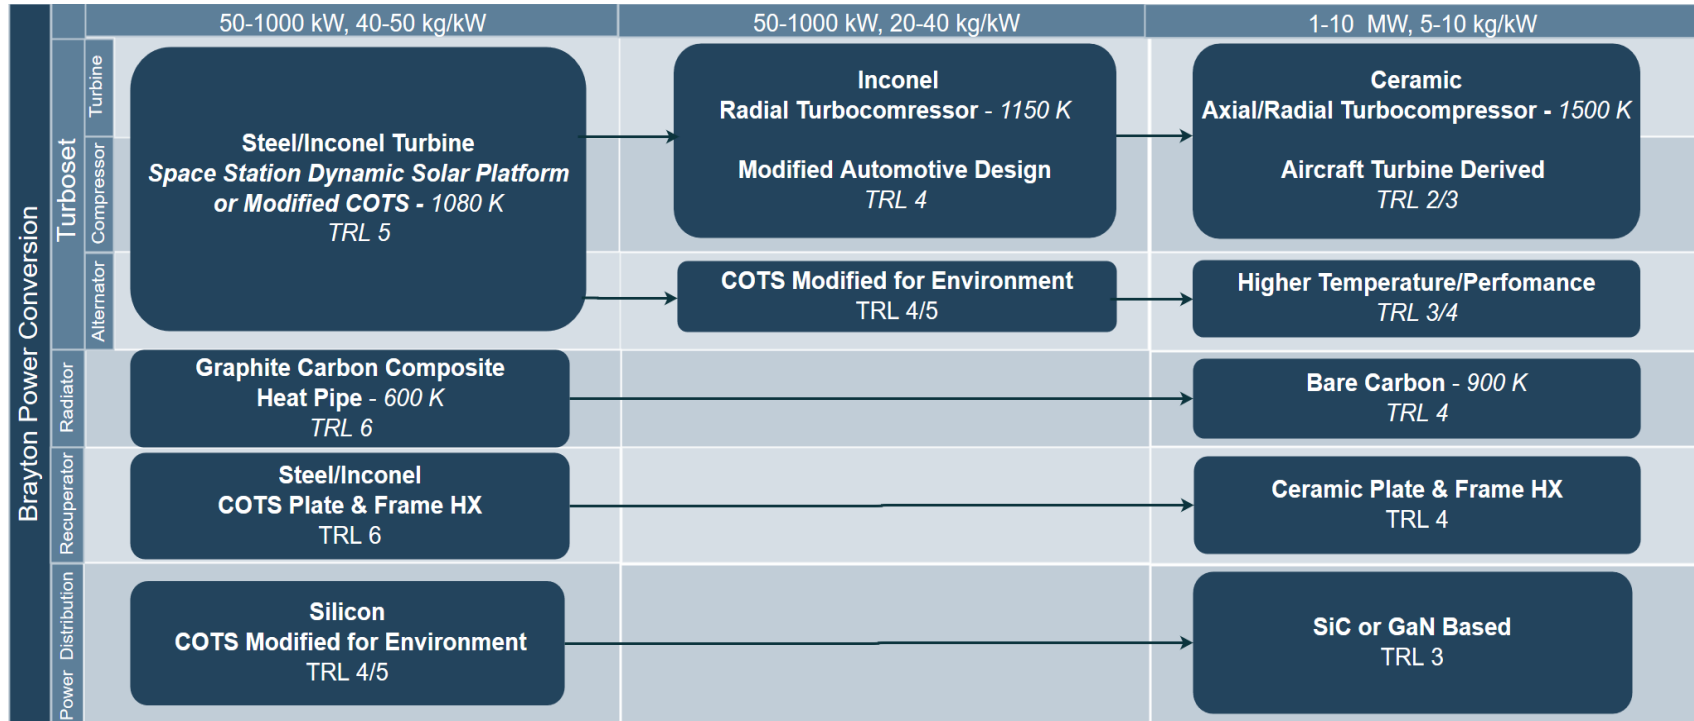 50-1000 kW, 40-50 kg/kW
50-1000 kW, 20-40 kg/kW
1-10 MW, 5-10 kg/kW
Brayton Power Conversion
Turboset
Turbine
Compressor
Alternator
Steel/Inconel Turbine
Space Station Dynamic Solar Platform
or Modified COTS - 1080 K
TRL 5
Inconel
Radial Turbocomressor - 1150 K
Modified Automotive Design
TRL 4
Ceramic
Axial/Radial Turbocompressor - 1500 K
Aircraft Turbine Derived
TRL 2/3
COTS Modified for Environment
TRL 4/5
Higher Temperature/Perfomance
TRL 3/4
Radiator
Graphite Carbon Composite
Heat Pipe - 600 K
TRL 6
Bare Carbon - 900 K
TRL 4
Recuperator
Steel/Inconel
COTS Plate & Frame HX
TRL 6
Ceramic Plate & Frame HX
TRL 4
Power Distribution
Silicon
COTS Modified for Environment
TRL 4/5
SiC or GaN Based
TRL 3